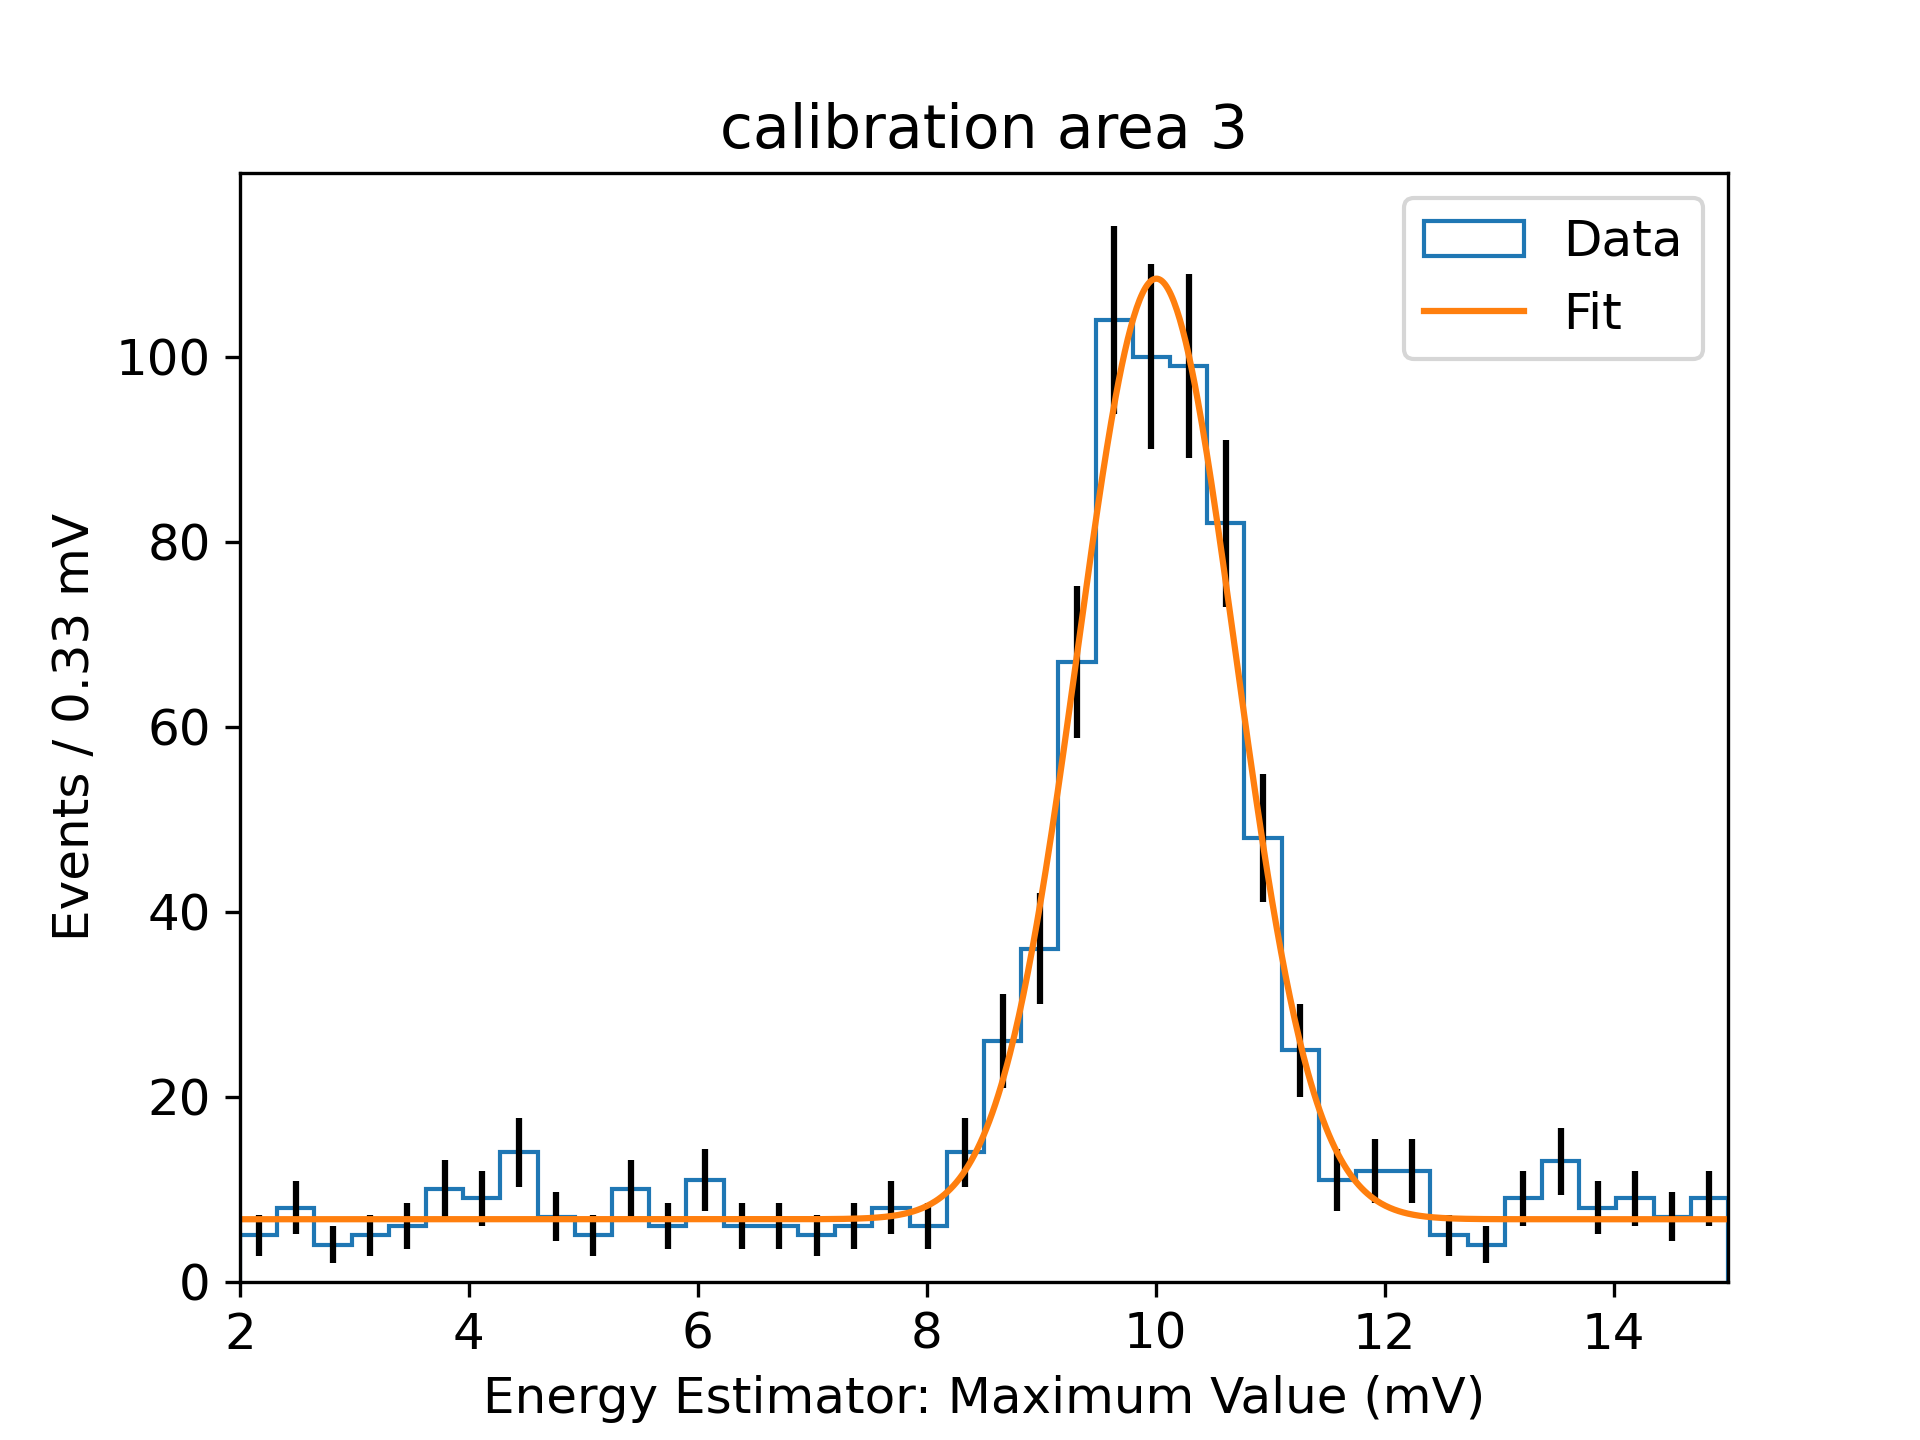 calibration area 3
Data
Fit
Events / 0.33 mV
100
80
60
40
20
0
2 4 6 8 10 12 14
Energy Estimator: Maximum Value (mV)